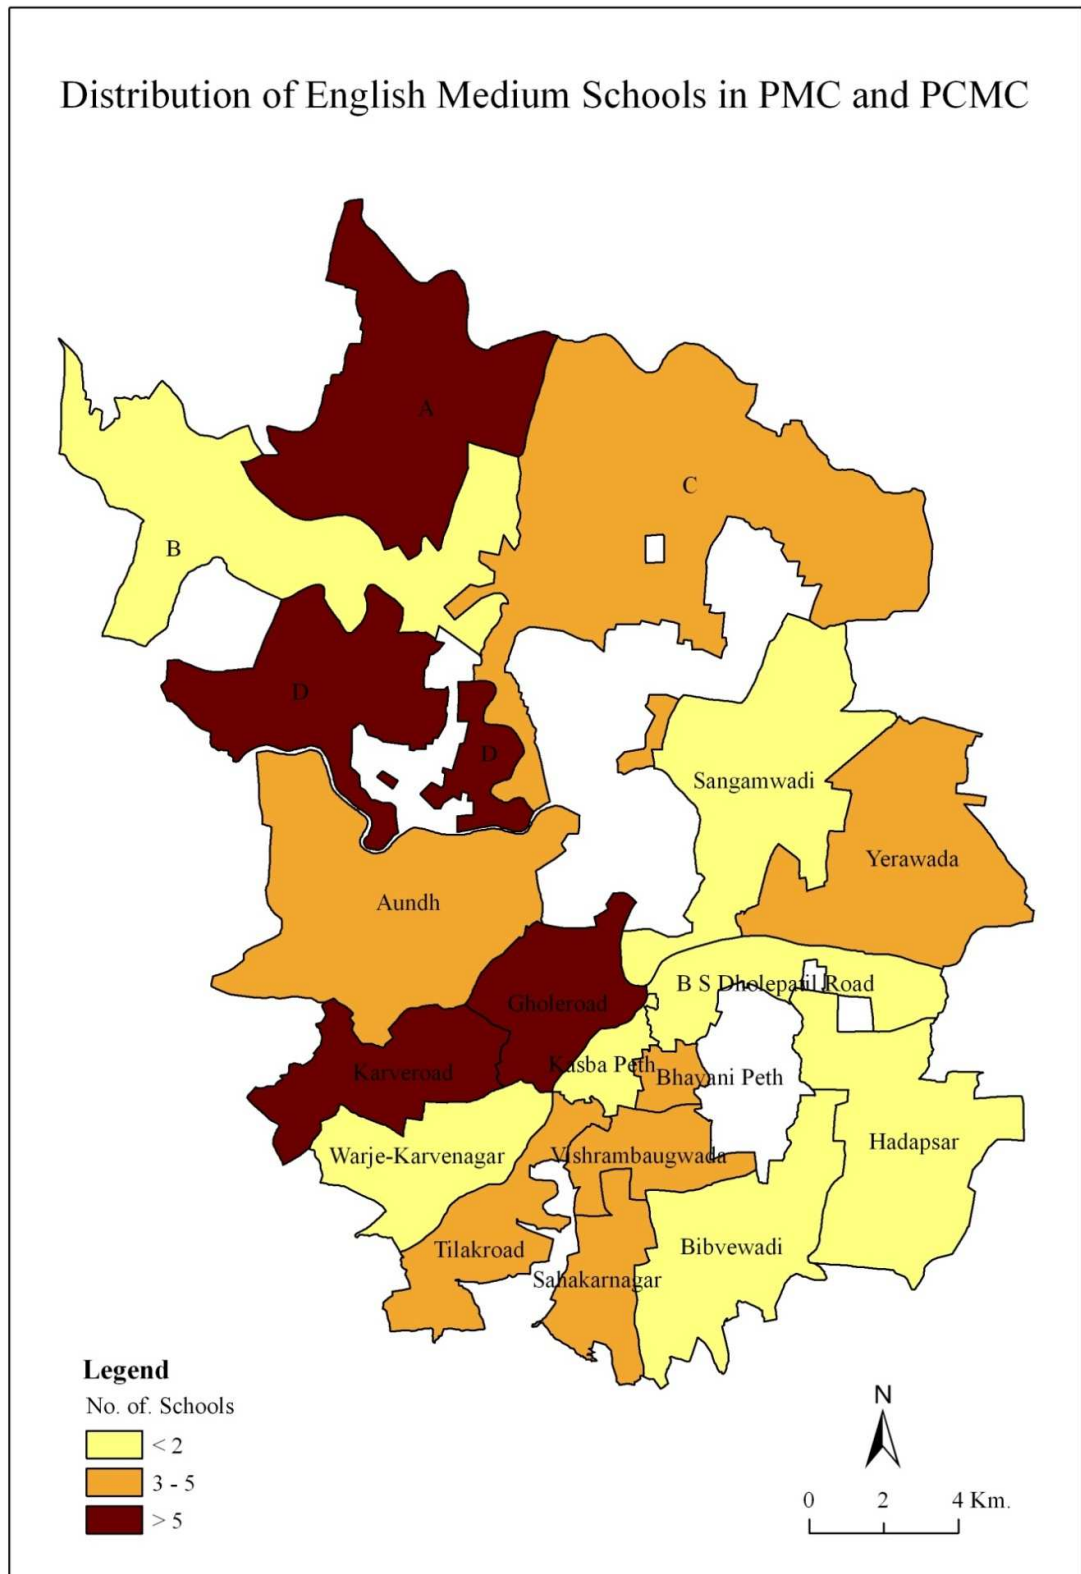 Distribution of English Medium Schools in PMC and PCMC
A
C
B
D
D
Sangamwadi
Yerawada
Aundh
B S Dholepatil Road
Gholeroad
Kasba Peth
Karveroad
Bhavani Peth
Hadapsar
Warje-Karvenagar
Vishrambaugwada
Bibvewadi
Tilakroad
Sahakarnagar
Legend
No. of. Schools
< 2
3 - 5
> 5
N
0 2 4 Km.